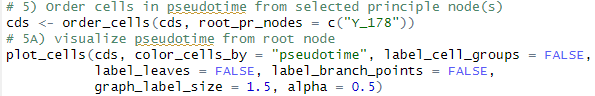 # 5) Order cells in pseudotime from selected principle node(s)
cds <- order_cells(cds, root_pr_nodes = c("Y_178"))
# 5A) visualize pseudotime from root node
plot_cells(cds, color_cells_by = "pseudotime", label_cell_groups = FALSE,
label_leaves = FALSE, label_branch_points = FALSE,
graph_label_size = 1.5, alpha = 0.5)